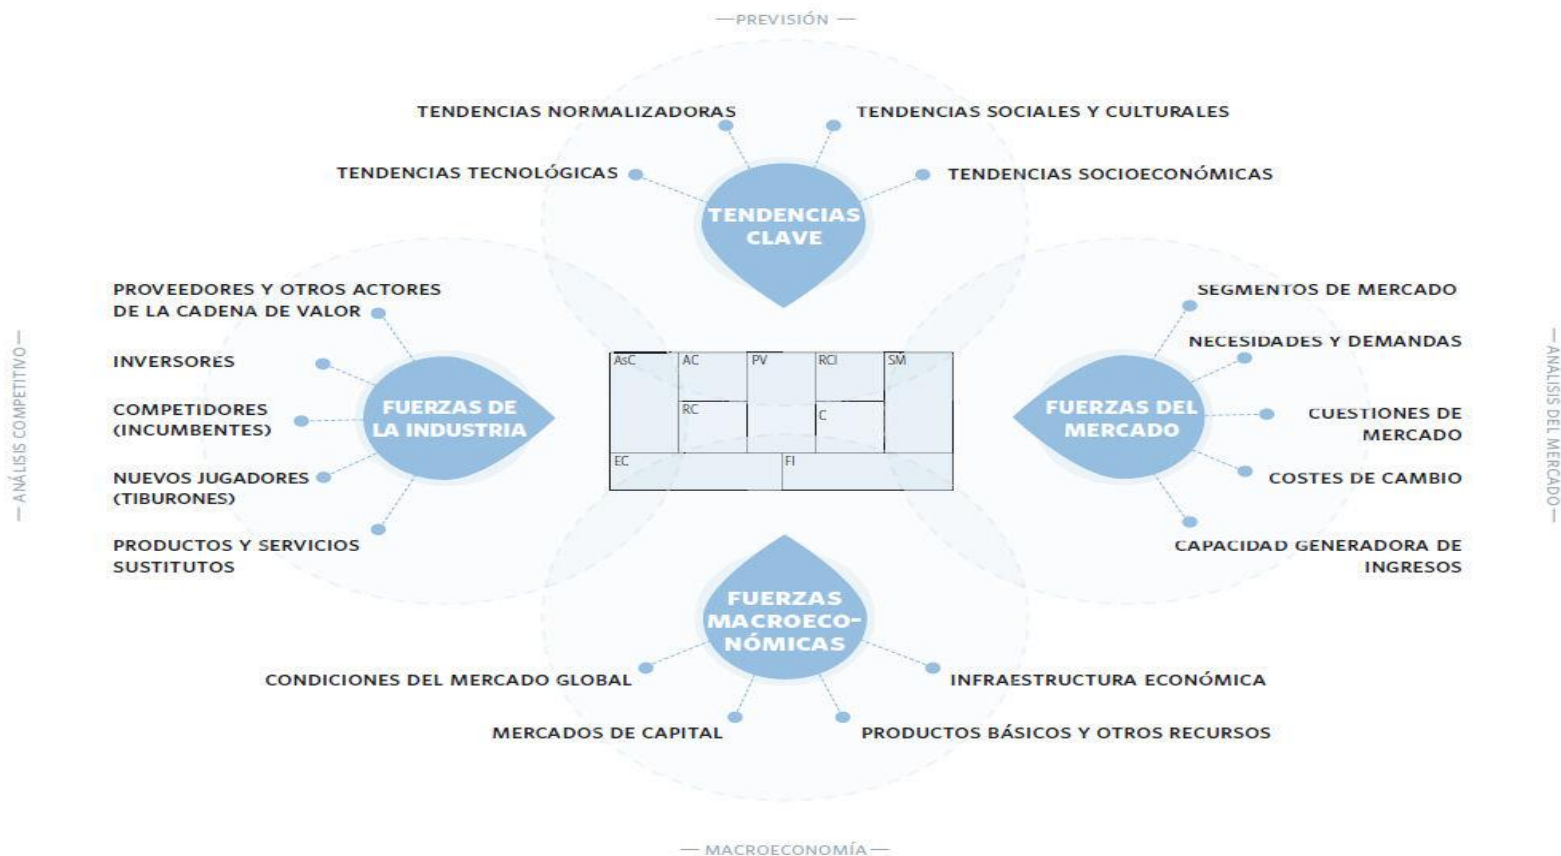 —PREVISIÓN —
TENDENCIAS NORMALIZADORAS
TENDENCIAS SOCIALES Y CULTURALES
TENDENCIAS TECNOLÓGICAS
TENDENCIAS SOCIOECONÓMICAS
TENDENCIAS
CLAVE
— ANÁLISIS COMPETITIVO —
PROVEEDORES Y OTROS ACTORES
DE LA CADENA DE VALOR
INVERSORES
COMPETIDORES
(INCUMBENTES)
NUEVOS JUGADORES
(TIBURONES)
PRODUCTOS Y SERVICIOS
SUSTITUTOS
FUERZAS DE
LA INDUSTRIA
AsC
AC
PV
RCl
SM
RC
C
EC
FI
FUERZAS DEL
MERCADO
SEGMENTOS DE MERCADO
NECESIDADES Y DEMANDAS
CUESTIONES DE
MERCADO
COSTES DE CAMBIO
CAPACIDAD GENERADORA DE
INGRESOS
— ANALISIS DEL MERCADO —
FUERZAS
MACROECO-
NÓMICAS
CONDICIONES DEL MERCADO GLOBAL
INFRAESTRUCTURA ECONÓMICA
MERCADOS DE CAPITAL
PRODUCTOS BÁSICOS Y OTROS RECURSOS
— MACROECONOMÍA —